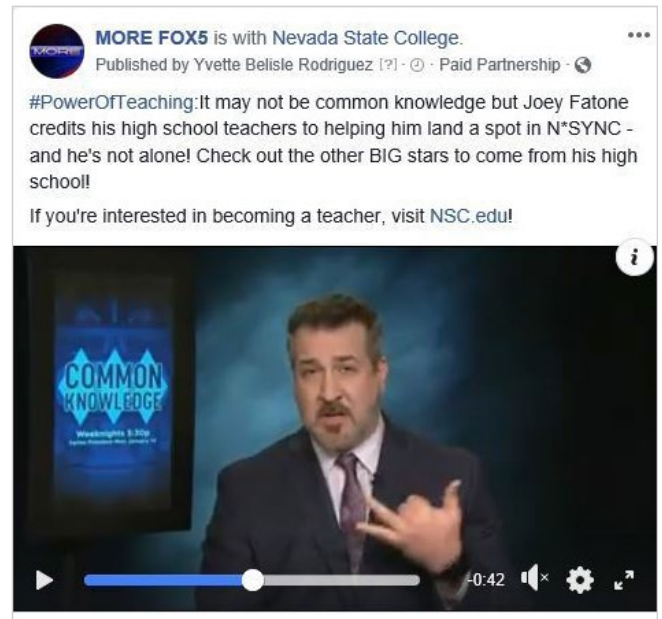 MORE FOX5 is with Nevada State College.
MORE
Published by Yvette Belisle Rodriguez [?] · Paid Partnership ·
#PowerOfTeaching:It may not be common knowledge but Joey Fatone
credits his high school teachers to helping him land a spot in N*SYNC -
and he's not alone! Check out the other BIG stars to come from his high
school!
If you're interested in becoming a teacher, visit NSC.edu!
i
COMMON
KNOWLEDGE
Weeknights 5:30p
-0:42